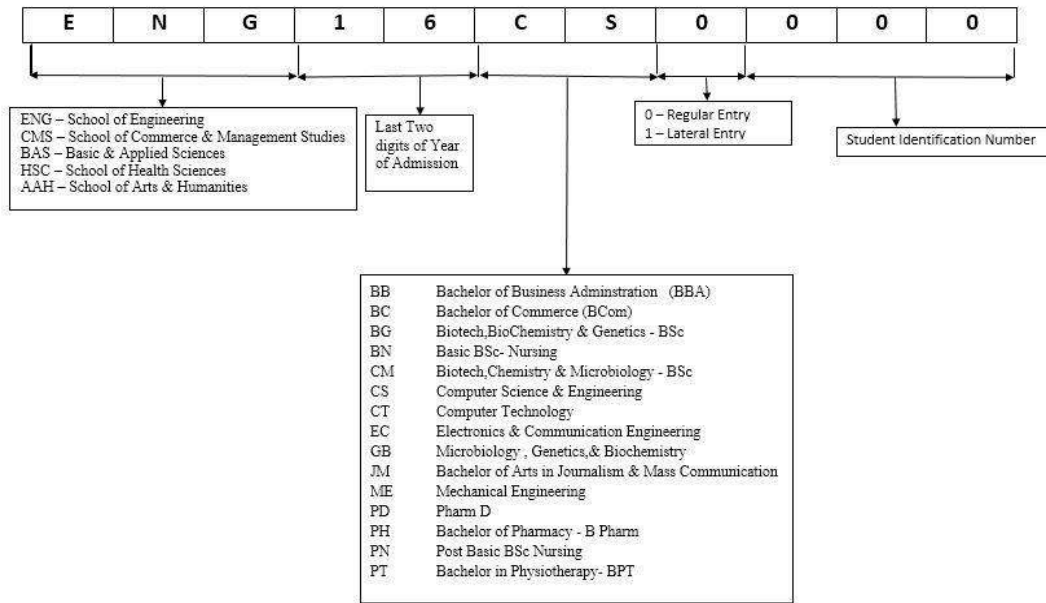 E N G 1 6 C S 0 0 0 0
ENG – School of Engineering
CMS – School of Commerce & Management Studies
BAS – Basic & Applied Sciences
HSC – School of Health Sciences
AAH – School of Arts & Humanities
Last Two
digits of Year
of Admission
0 – Regular Entry
1 – Lateral Entry
Student Identification Number
BB Bachelor of Business Adminstration (BBA)
BC Bachelor of Commerce (BCom)
BG Biotech,BioChemistry & Genetics - BSc
BN Basic BSc- Nursing
CM Biotech,Chemistry & Microbiology - BSc
CS Computer Science & Engineering
CT Computer Technology
EC Electronics & Communication Engineering
GB Microbiology , Genetics,& Biochemistry
JM Bachelor of Arts in Journalism & Mass Communication
ME Mechanical Engineering
PD Pharm D
PH Bachelor of Pharmacy - B Pharm
PN Post Basic BSc Nursing
PT Bachelor in Physiotherapy- BPT